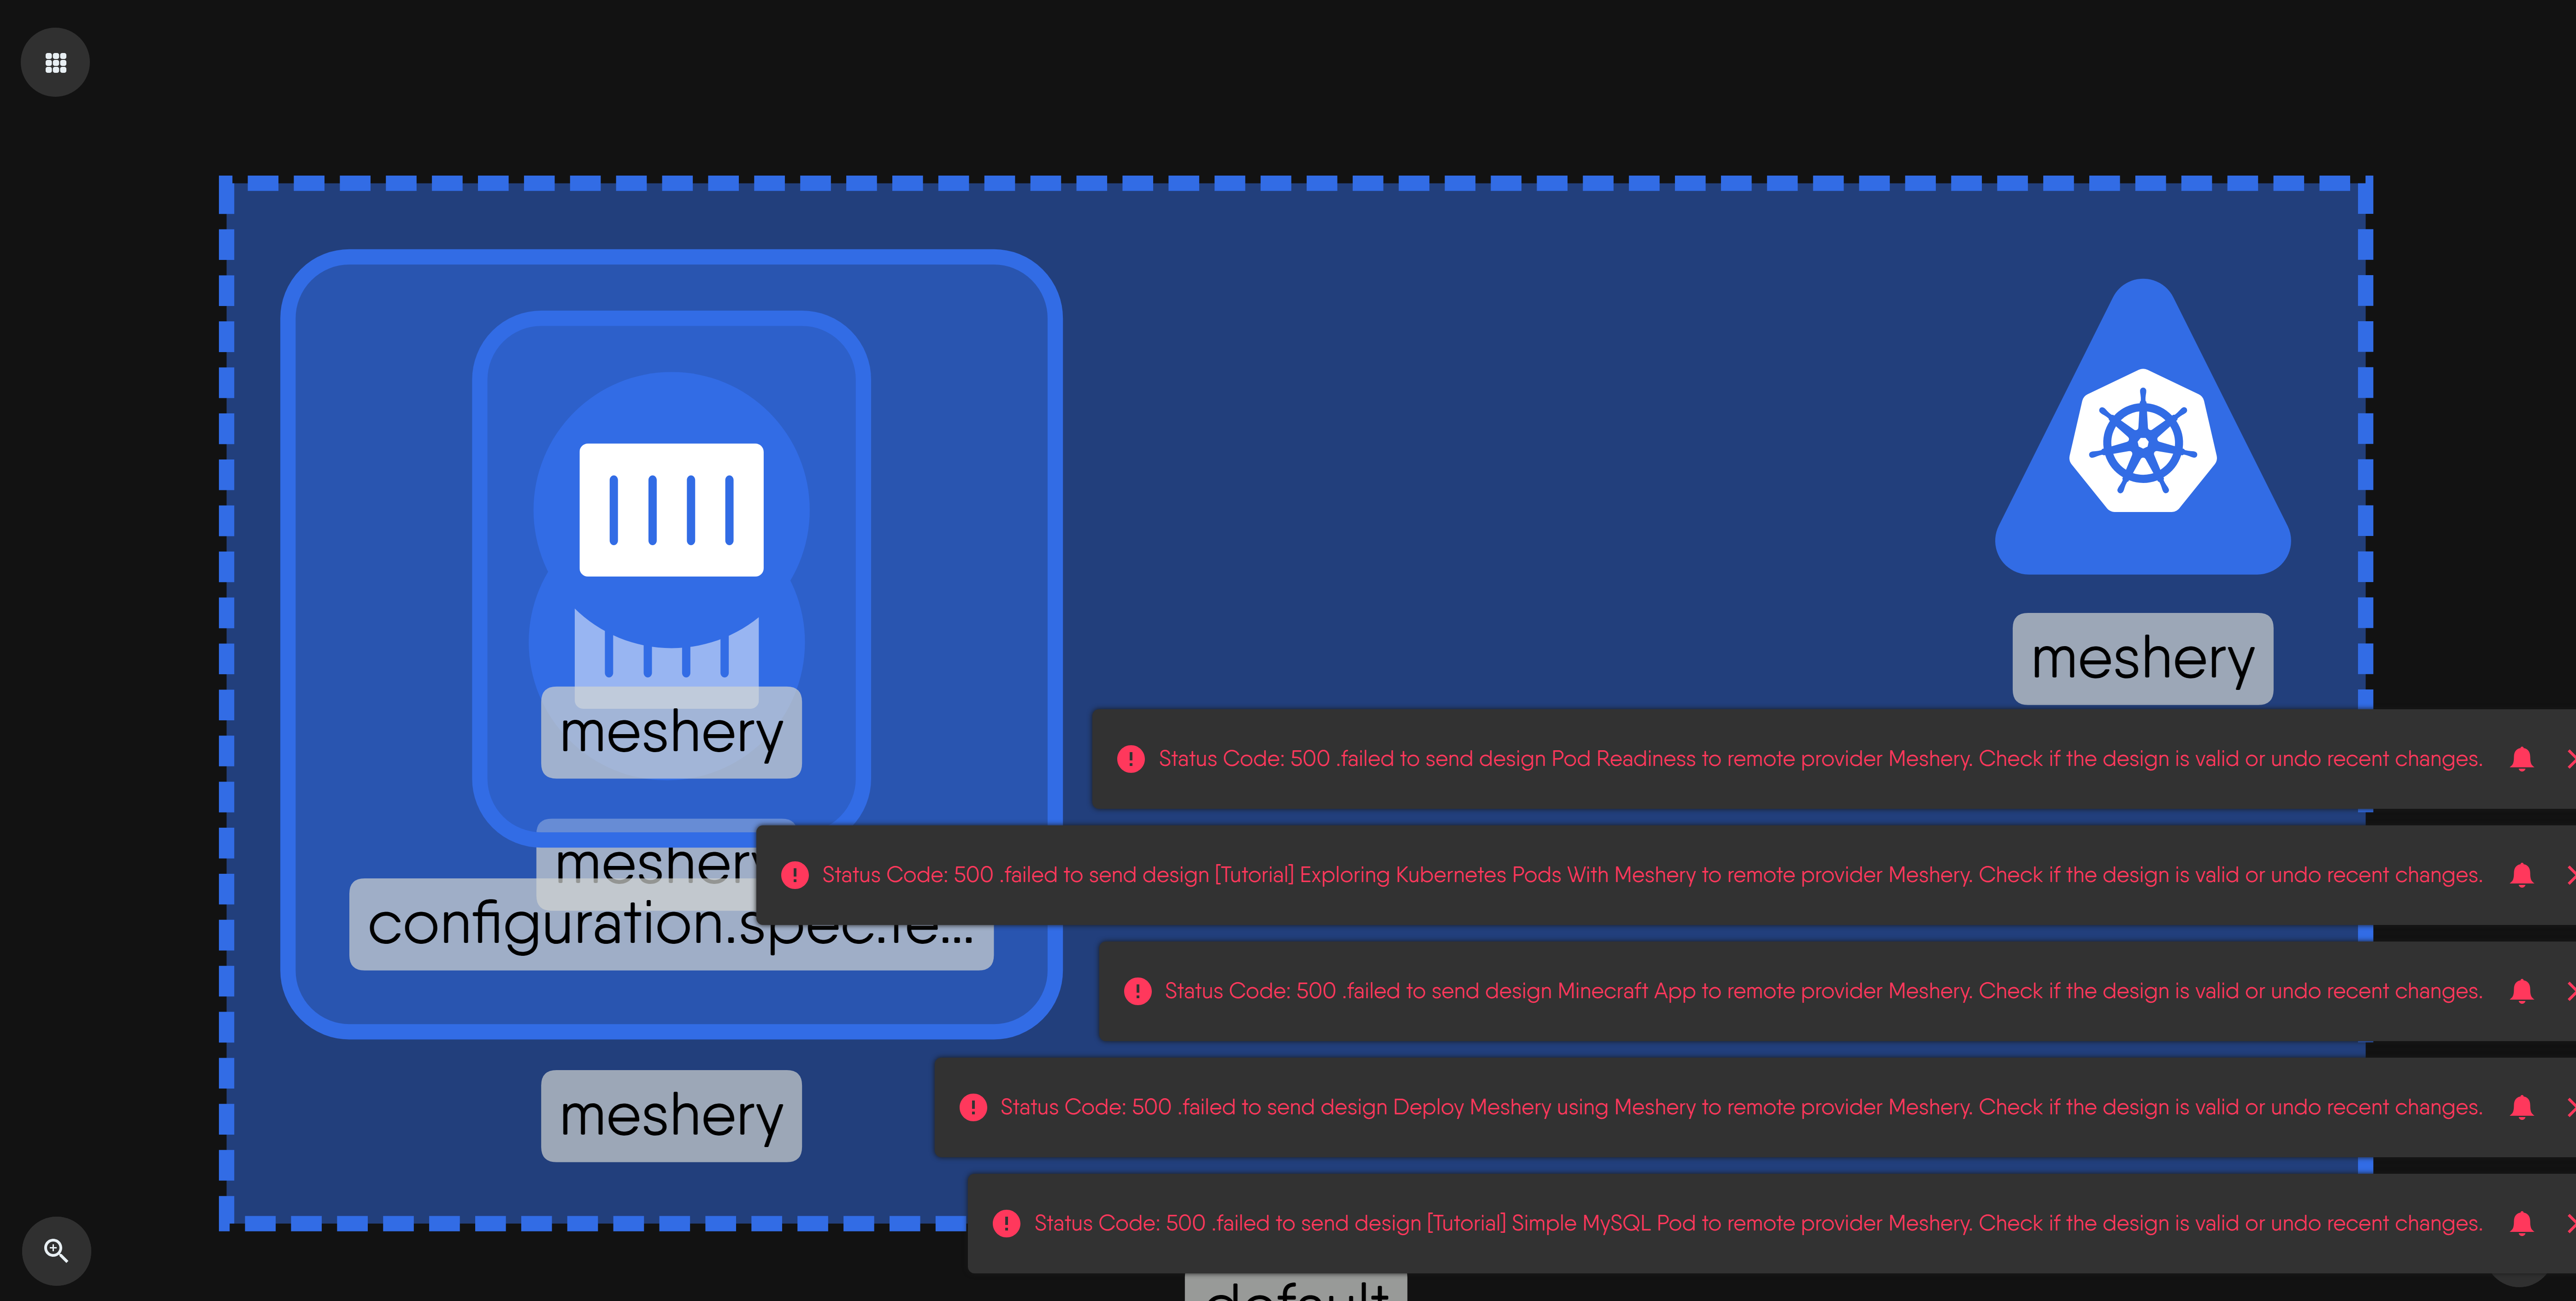 meshery
meshery
Status Code: 500 .failed to send design Pod Readiness to remote provider Meshery. Check if the design is valid or undo recent changes.
meshery
Status Code: 500 .failed to send design [Tutorial] Exploring Kubernetes Pods With Meshery to remote provider Meshery. Check if the design is valid or undo recent changes.
configuration.spec.te...
Status Code: 500 .failed to send design Minecraft App to remote provider Meshery. Check if the design is valid or undo recent changes.
meshery
Status Code: 500 .failed to send design Deploy Meshery using Meshery to remote provider Meshery. Check if the design is valid or undo recent changes.
Status Code: 500 .failed to send design [Tutorial] Simple MySQL Pod to remote provider Meshery. Check if the design is valid or undo recent changes.
default